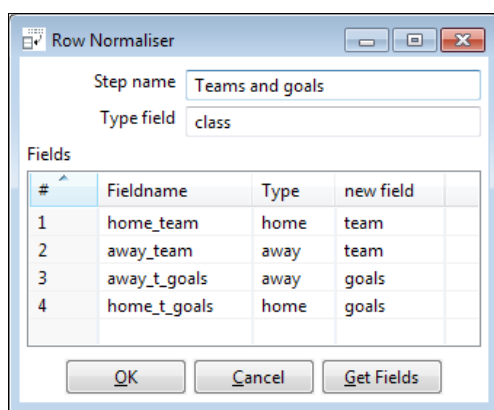 Row Normaliser
Step name Teams and goals
Type field class
Fields
# Fieldname Type new field
1 home_team home team
2 away_team away team
3 away_t_goals away goals
4 home_t_goals home goals
OK Cancel Get Fields